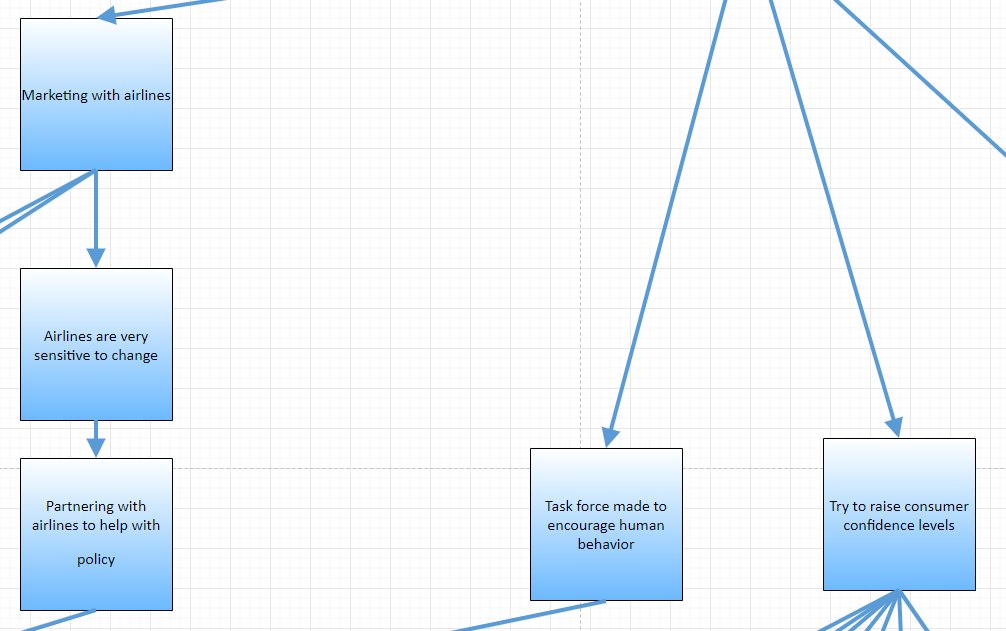 Marketing with airlines
Airlines are very
sensitive to change
Partnering with
airlines to help with
policy
Task force made to
encourage human
behavior
Try to raise consumer
confidence levels